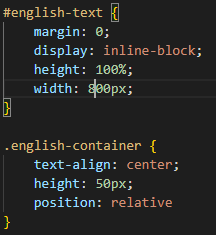 #english-text {
    margin: 0;
    display: inline-block;
    height: 100%;
    width: 800px;
}

.english-container {
    text-align: center;
    height: 50px;
    position: relative
}